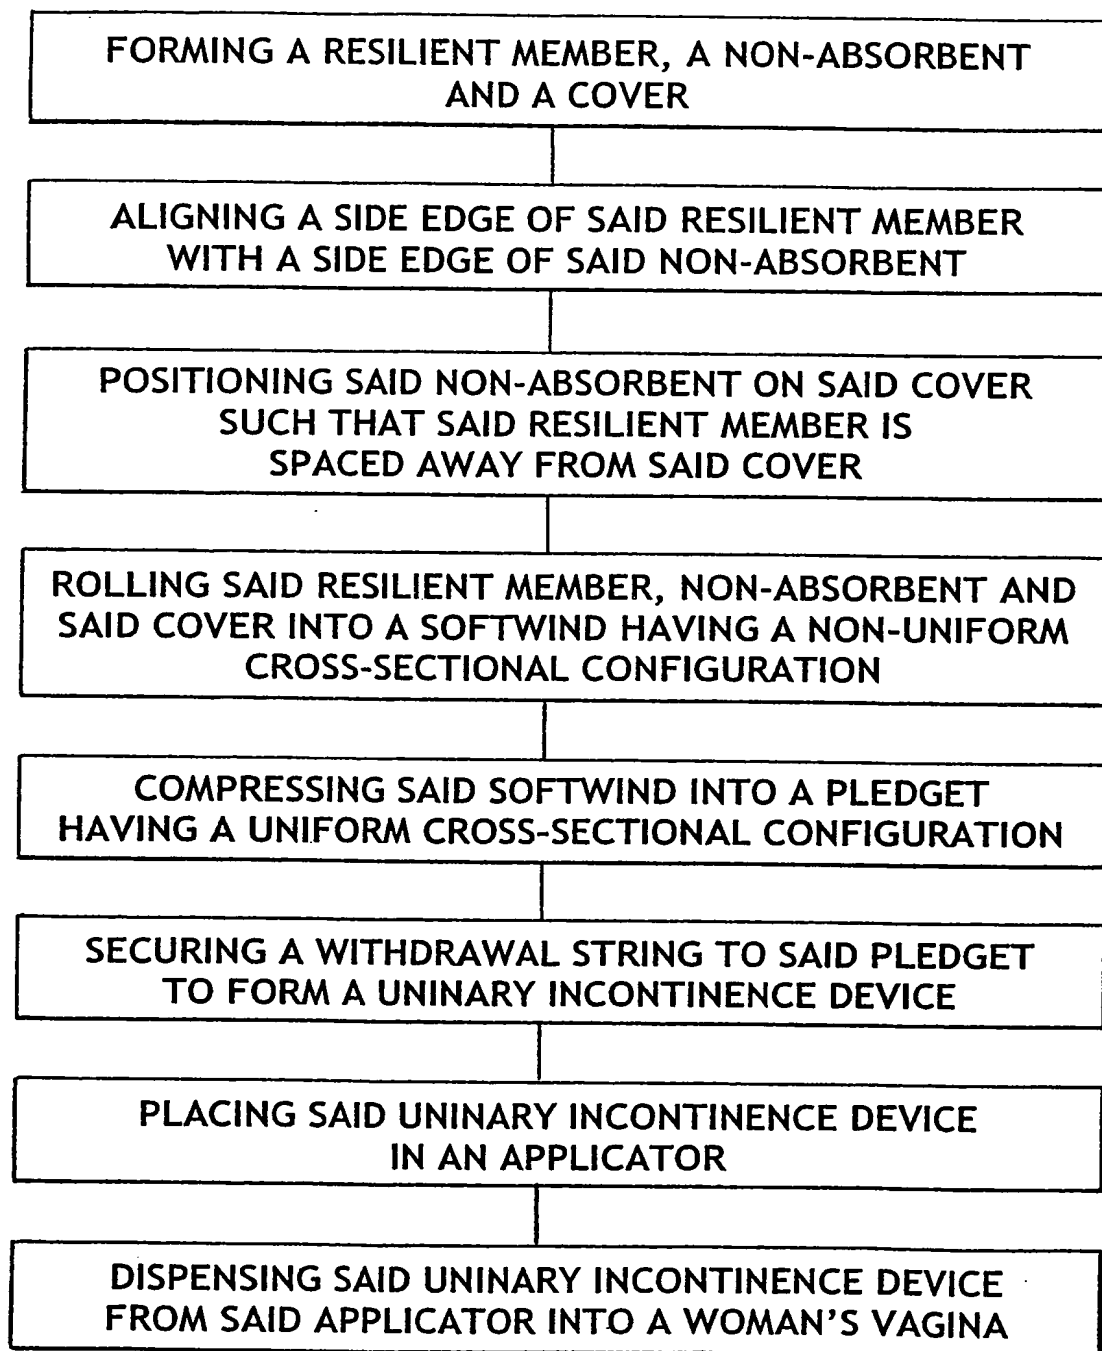 FORMING A RESILIENT MEMBER, A NON-ABSORBENT
AND A COVER
ALIGNING A SIDE EDGE OF SAID RESILIENT MEMBER
WITH A SIDE EDGE OF SAID NON-ABSORBENT
POSITIONING SAID NON-ABSORBENT ON SAID COVER
SUCH THAT SAID RESILIENT MEMBER IS
SPACED AWAY FROM SAID COVER
ROLLING SAID RESILIENT MEMBER, NON-ABSORBENT AND
SAID COVER INTO A SOFTWIND HAVING A NON-UNIFORM
CROSS-SECTIONAL CONFIGURATION
COMPRESSING SAID SOFTWIND INTO A PLEDGET
HAVING A UNIFORM CROSS-SECTIONAL CONFIGURATION
SECURING A WITHDRAWAL STRING TO SAID PLEDGET
TO FORM A UNINARY INCONTINENCE DEVICE
PLACING SAID UNINARY INCONTINENCE DEVICE
IN AN APPLICATOR
DISPENSING SAID UNINARY INCONTINENCE DEVICE
FROM SAID APPLICATOR INTO A WOMAN'S VAGINA